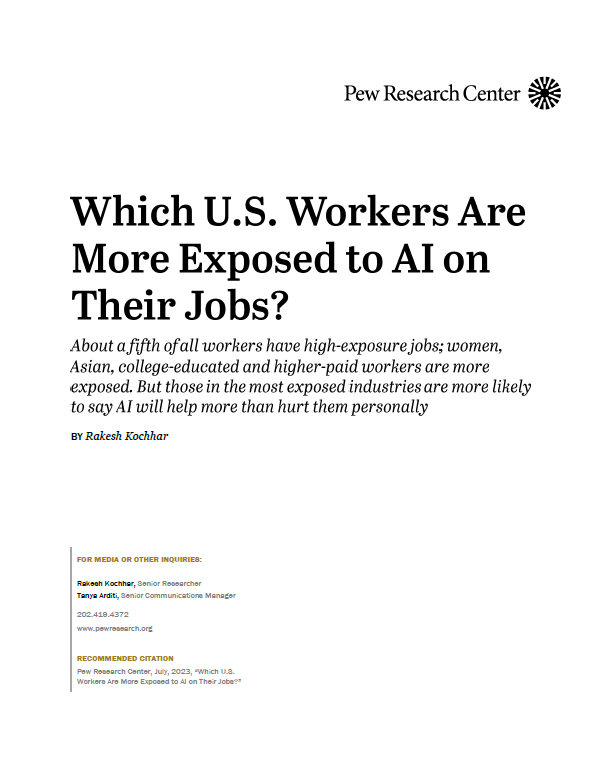 Pew Research Center
Which U.S. Workers Are
More Exposed to AI on
Their Jobs?
About a fifth of all workers have high-exposure jobs; women,
Asian, college-educated and higher-paid workers are more
exposed. But those in the most exposed industries are more likely
to say AI will help more than hurt them personally
BY Rakesh Kochhar
FOR MEDIA OR OTHER INQUIRIES:
Rakesh Kochhar, Senior Researcher
Tanya Arditi, Senior Communications Manager
202.419.4372
www.pewresearch.org
RECOMMENDED CITATION
Pew Research Center, July, 2023, “Which U.S.
Workers Are More Exposed to AI on Their Jobs?”